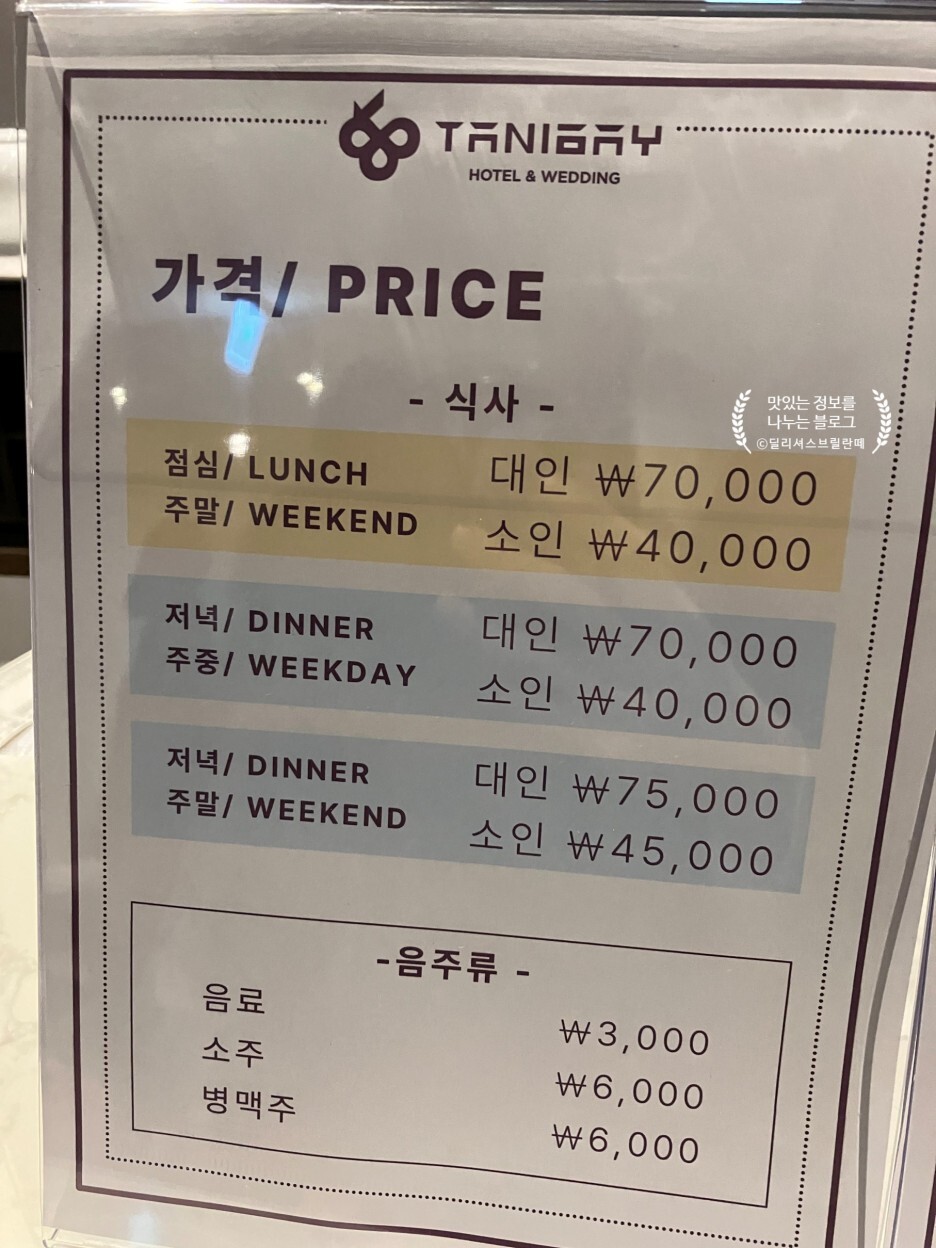 TANIBAY
HOTEL & WEDDING
가격/ PRICE
- 식사 -
맛있는 정보를
나누는 블로그
©딜리셔스브릴란떼
점심/ LUNCH
주말/ WEEKEND
대인 ₩70,000
소인 ₩40,000
저녁/ DINNER
주중/ WEEKDAY
대인 ₩70,000
소인 ₩40,000
저녁/ DINNER
주말/ WEEKEND
대인 ₩75,000
소인 ₩45,000
-음주류 -
음료 ₩3,000
소주 ₩6,000
병맥주 ₩6,000